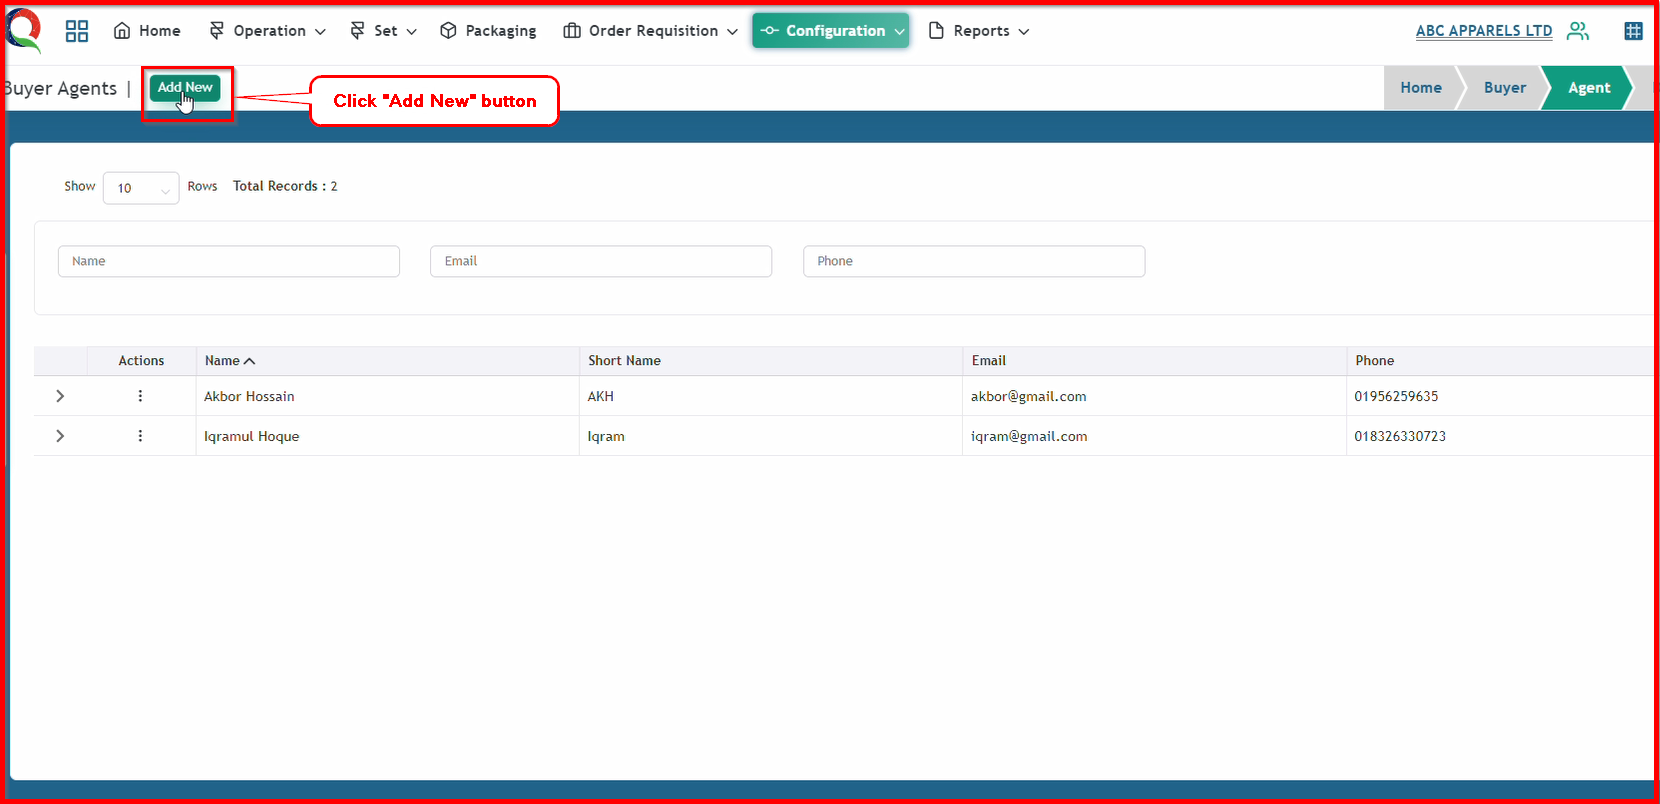 Home Operation Set Packaging Order Requisition Configuration Reports ABC APPARELS LTD
Buyer Agents | Add New Click "Add New" button Home Buyer Agent
Show 10 Rows Total Records : 2
Name Email Phone
Actions Name Short Name Email Phone
Akbor Hossain AKH akbor@gmail.com 01956259635
Iqramul Hoque Iqram iqram@gmail.com 018326330723